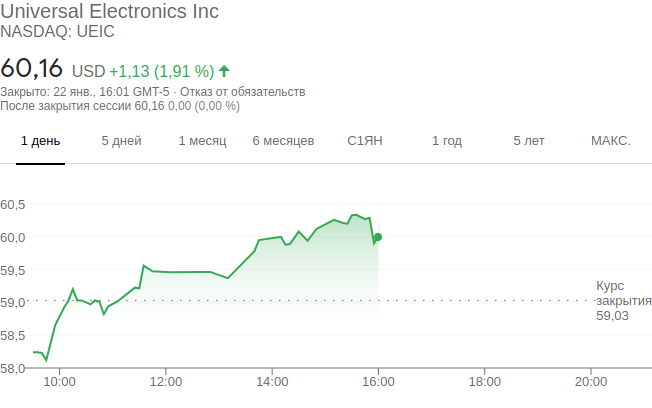 Universal Electronics Inc
NASDAQ: UEIC
60,16 USD +1,13 (1,91 %)
Закрыто: 22 янв., 16:01 GMT-5 · Отказ от обязательств
После закрытия сессии 60,16 0,00 (0,00 %)
1 день 5 дней 1 месяц 6 месяцев С1ЯН 1 год 5 лет МАКС.
60,5
60,0
59,5
59,0
58,5
58,0
Курс
закрытия
59,03
10:00 12:00 14:00 16:00 18:00 20:00